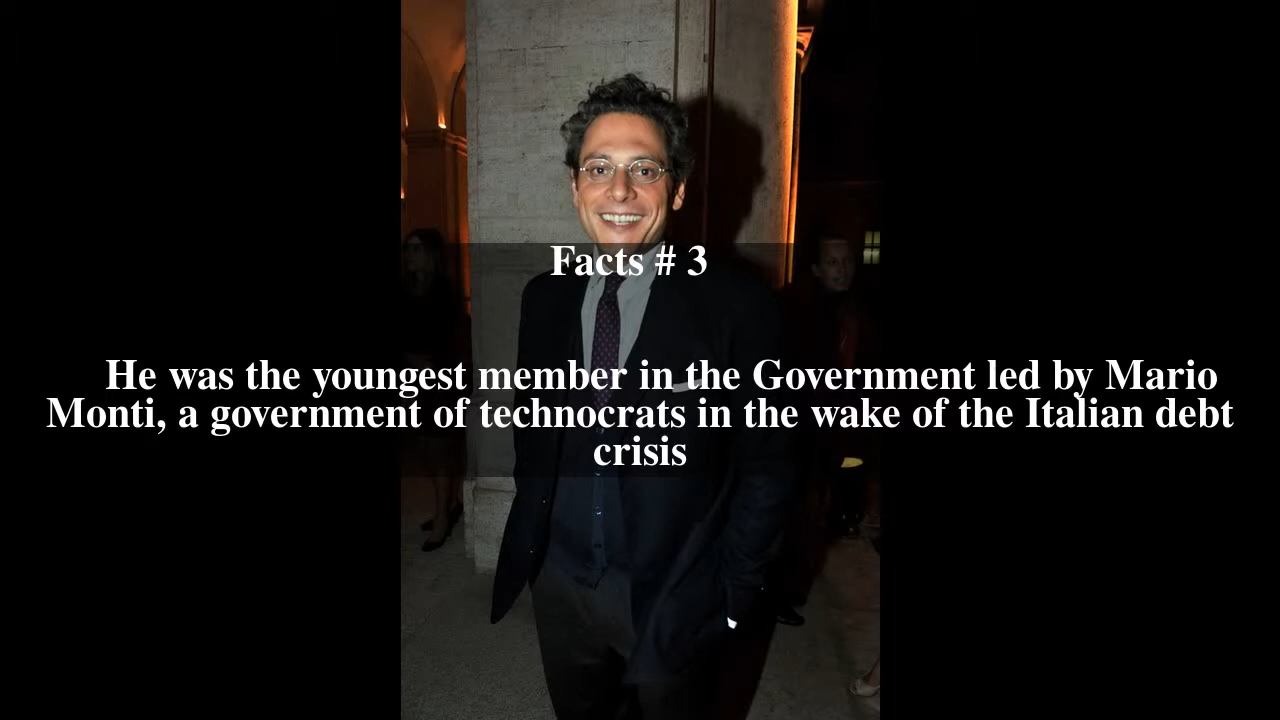 Facts # 3
He was the youngest member in the Government led by Mario
Monti, a government of technocrats in the wake of the Italian debt
crisis